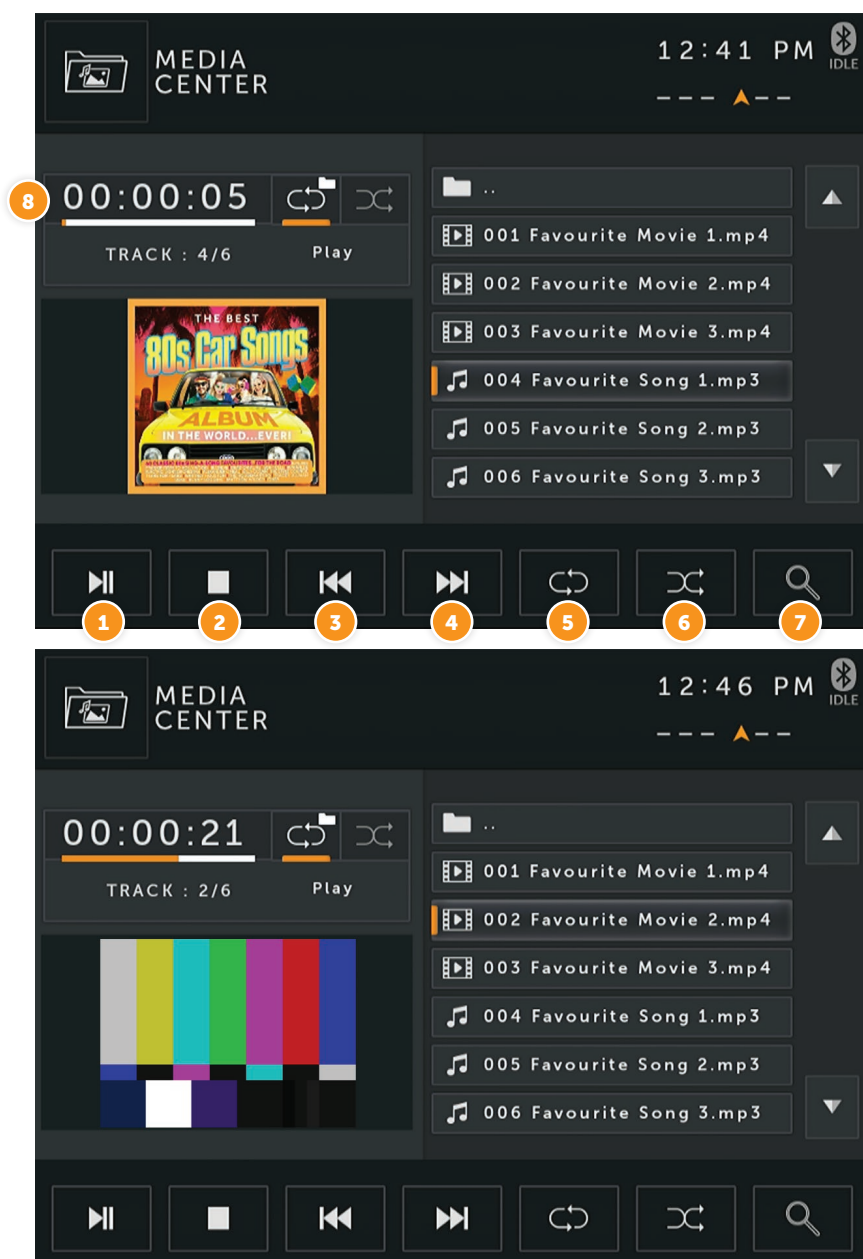 MEDIA
CENTER
12:41 PM
IDLE
8
00:00:05
TRACK : 4/6
Play
THE BEST
80s Car Songs
ALBUM
IN THE WORLD...EVER!
..
001 Favourite Movie 1.mp4
002 Favourite Movie 2.mp4
003 Favourite Movie 3.mp4
004 Favourite Song 1.mp3
005 Favourite Song 2.mp3
006 Favourite Song 3.mp3
1
2
3
4
5
6
7
MEDIA
CENTER
12:46 PM
IDLE
00:00:21
TRACK : 2/6
Play
..
001 Favourite Movie 1.mp4
002 Favourite Movie 2.mp4
003 Favourite Movie 3.mp4
004 Favourite Song 1.mp3
005 Favourite Song 2.mp3
006 Favourite Song 3.mp3